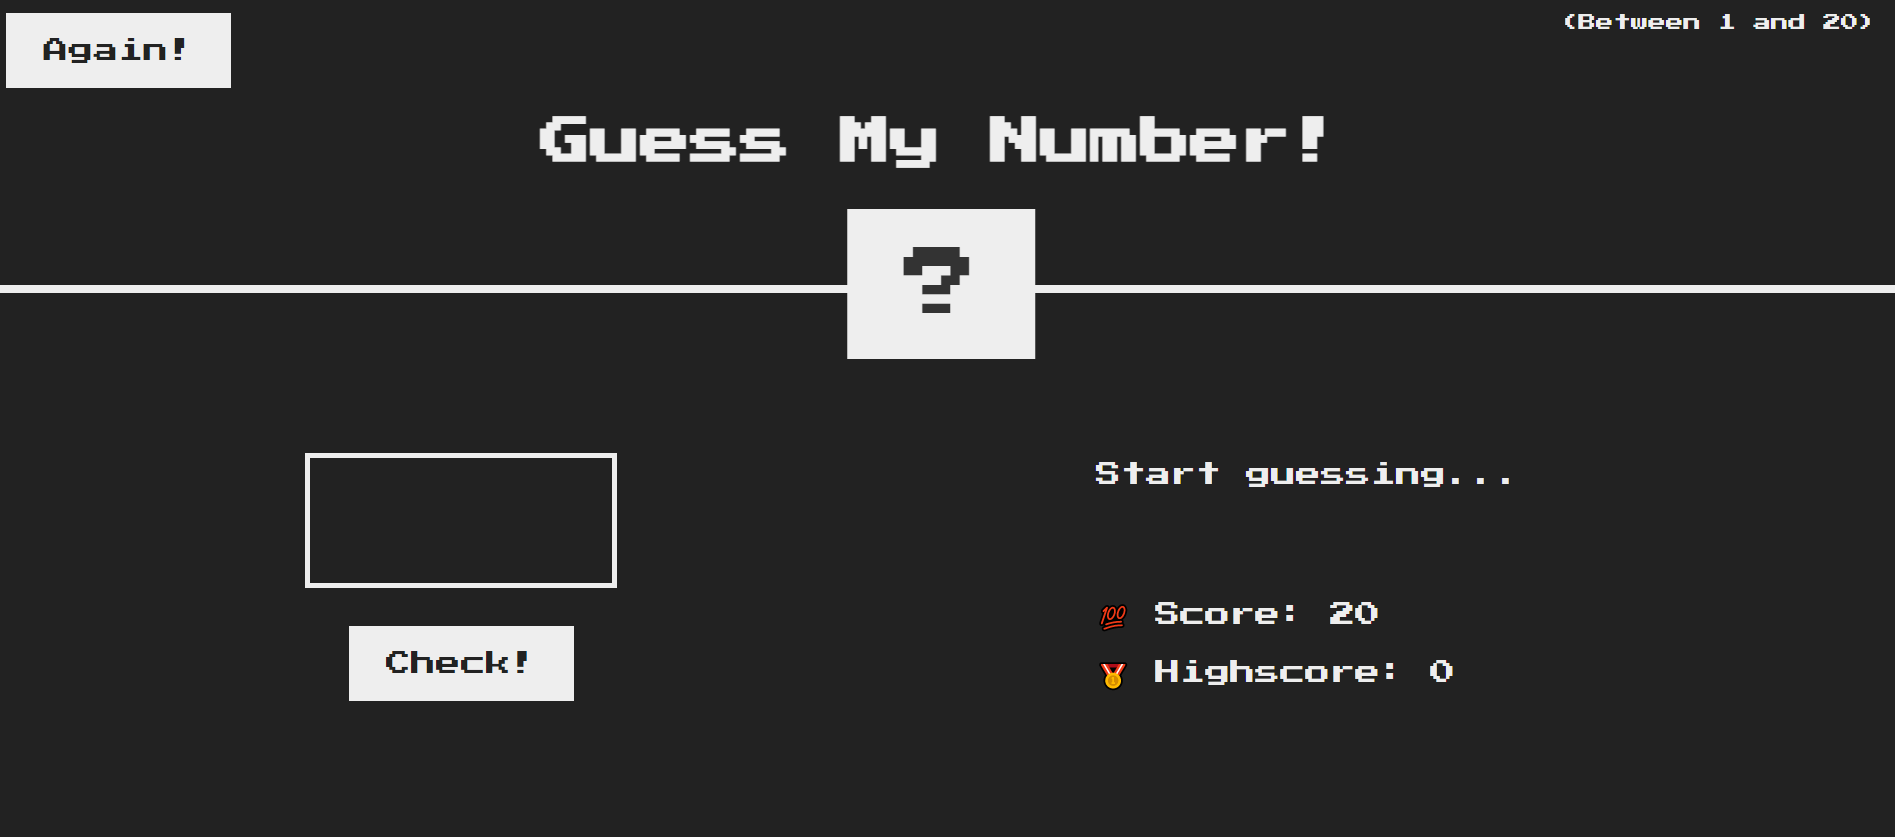 Again!
(Between 1 and 20)
Guess My Number!
?
Start guessing...
💯 Score: 20
🥇 Highscore: 0
Check!